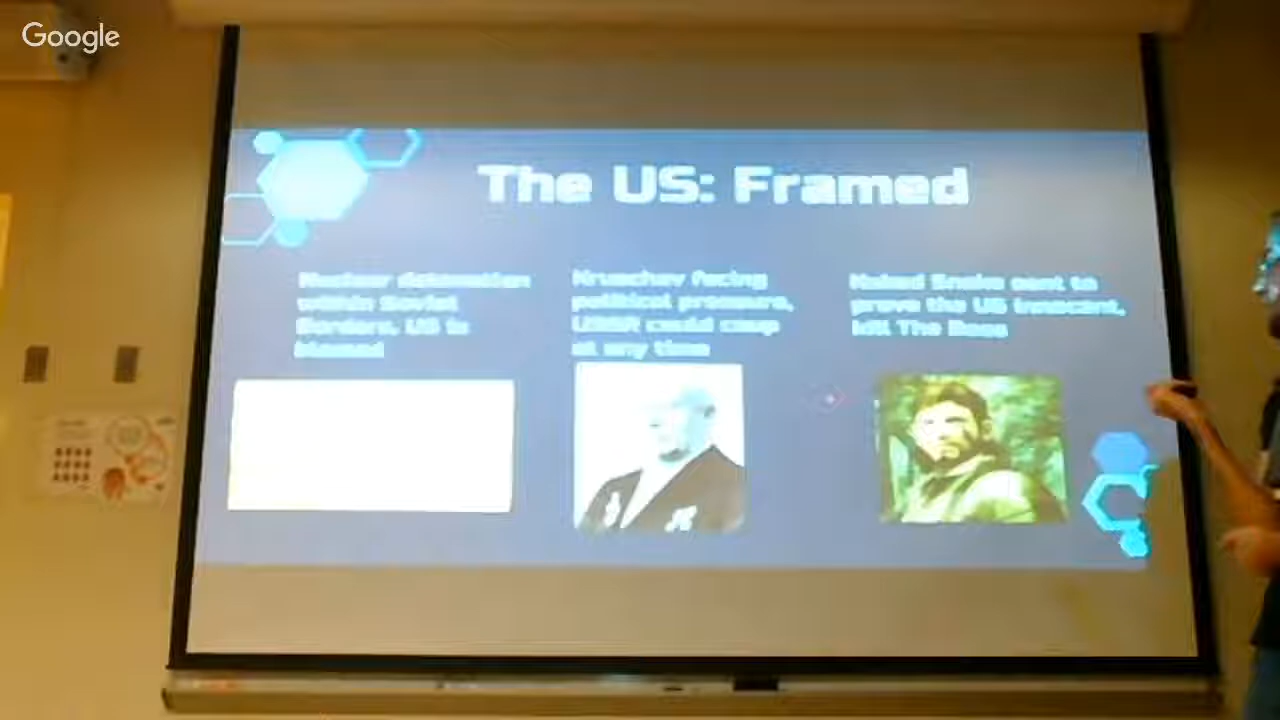 Google
The US: Framed
Nuclear detonation
within Soviet
Borders, US is
blamed
Kruschev facing
political pressure,
USSR could coup
at any time
Naked Snake sent to
prove the US innocent,
kill The Boss